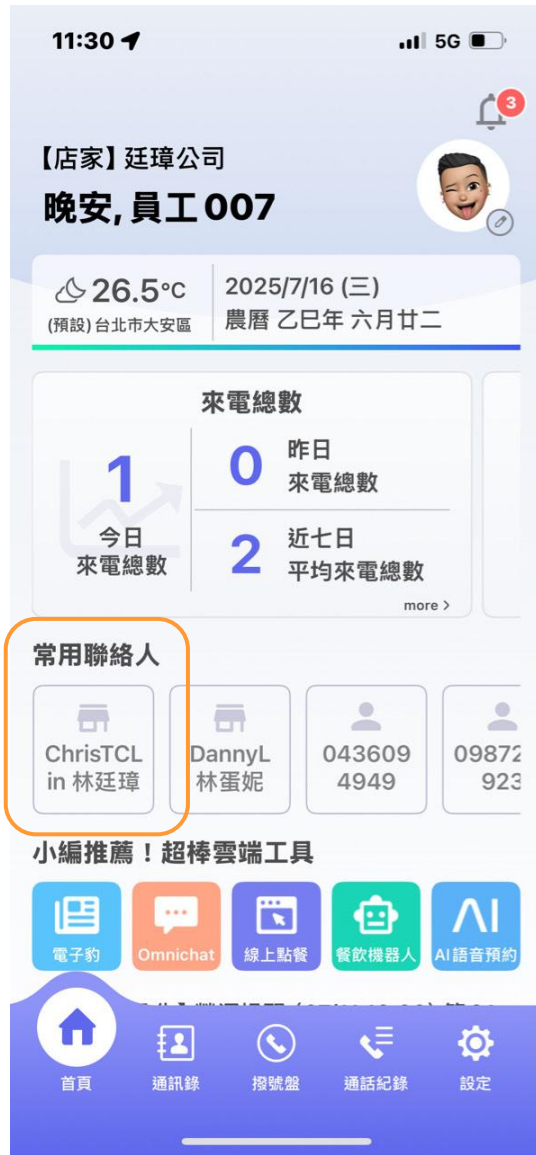 11:30
5G
3
【店家】廷璋公司
晚安, 員工007
26.5°C
(預設) 台北市大安區
2025/7/16 (三)
農曆 乙巳年 六月廿二
來電總數
1
今日
來電總數
0
昨日
來電總數
2
近七日
平均來電總數
more >
常用聯絡人
ChrisTCL
in 林廷璋
DannyL
林蛋妮
043609
4949
09872
923
小編推薦！超棒雲端工具
電子豹
Omnichat
線上點餐
餐飲機器人
AI
AI語音預約
首頁
通訊錄
撥號盤
通話紀錄
設定